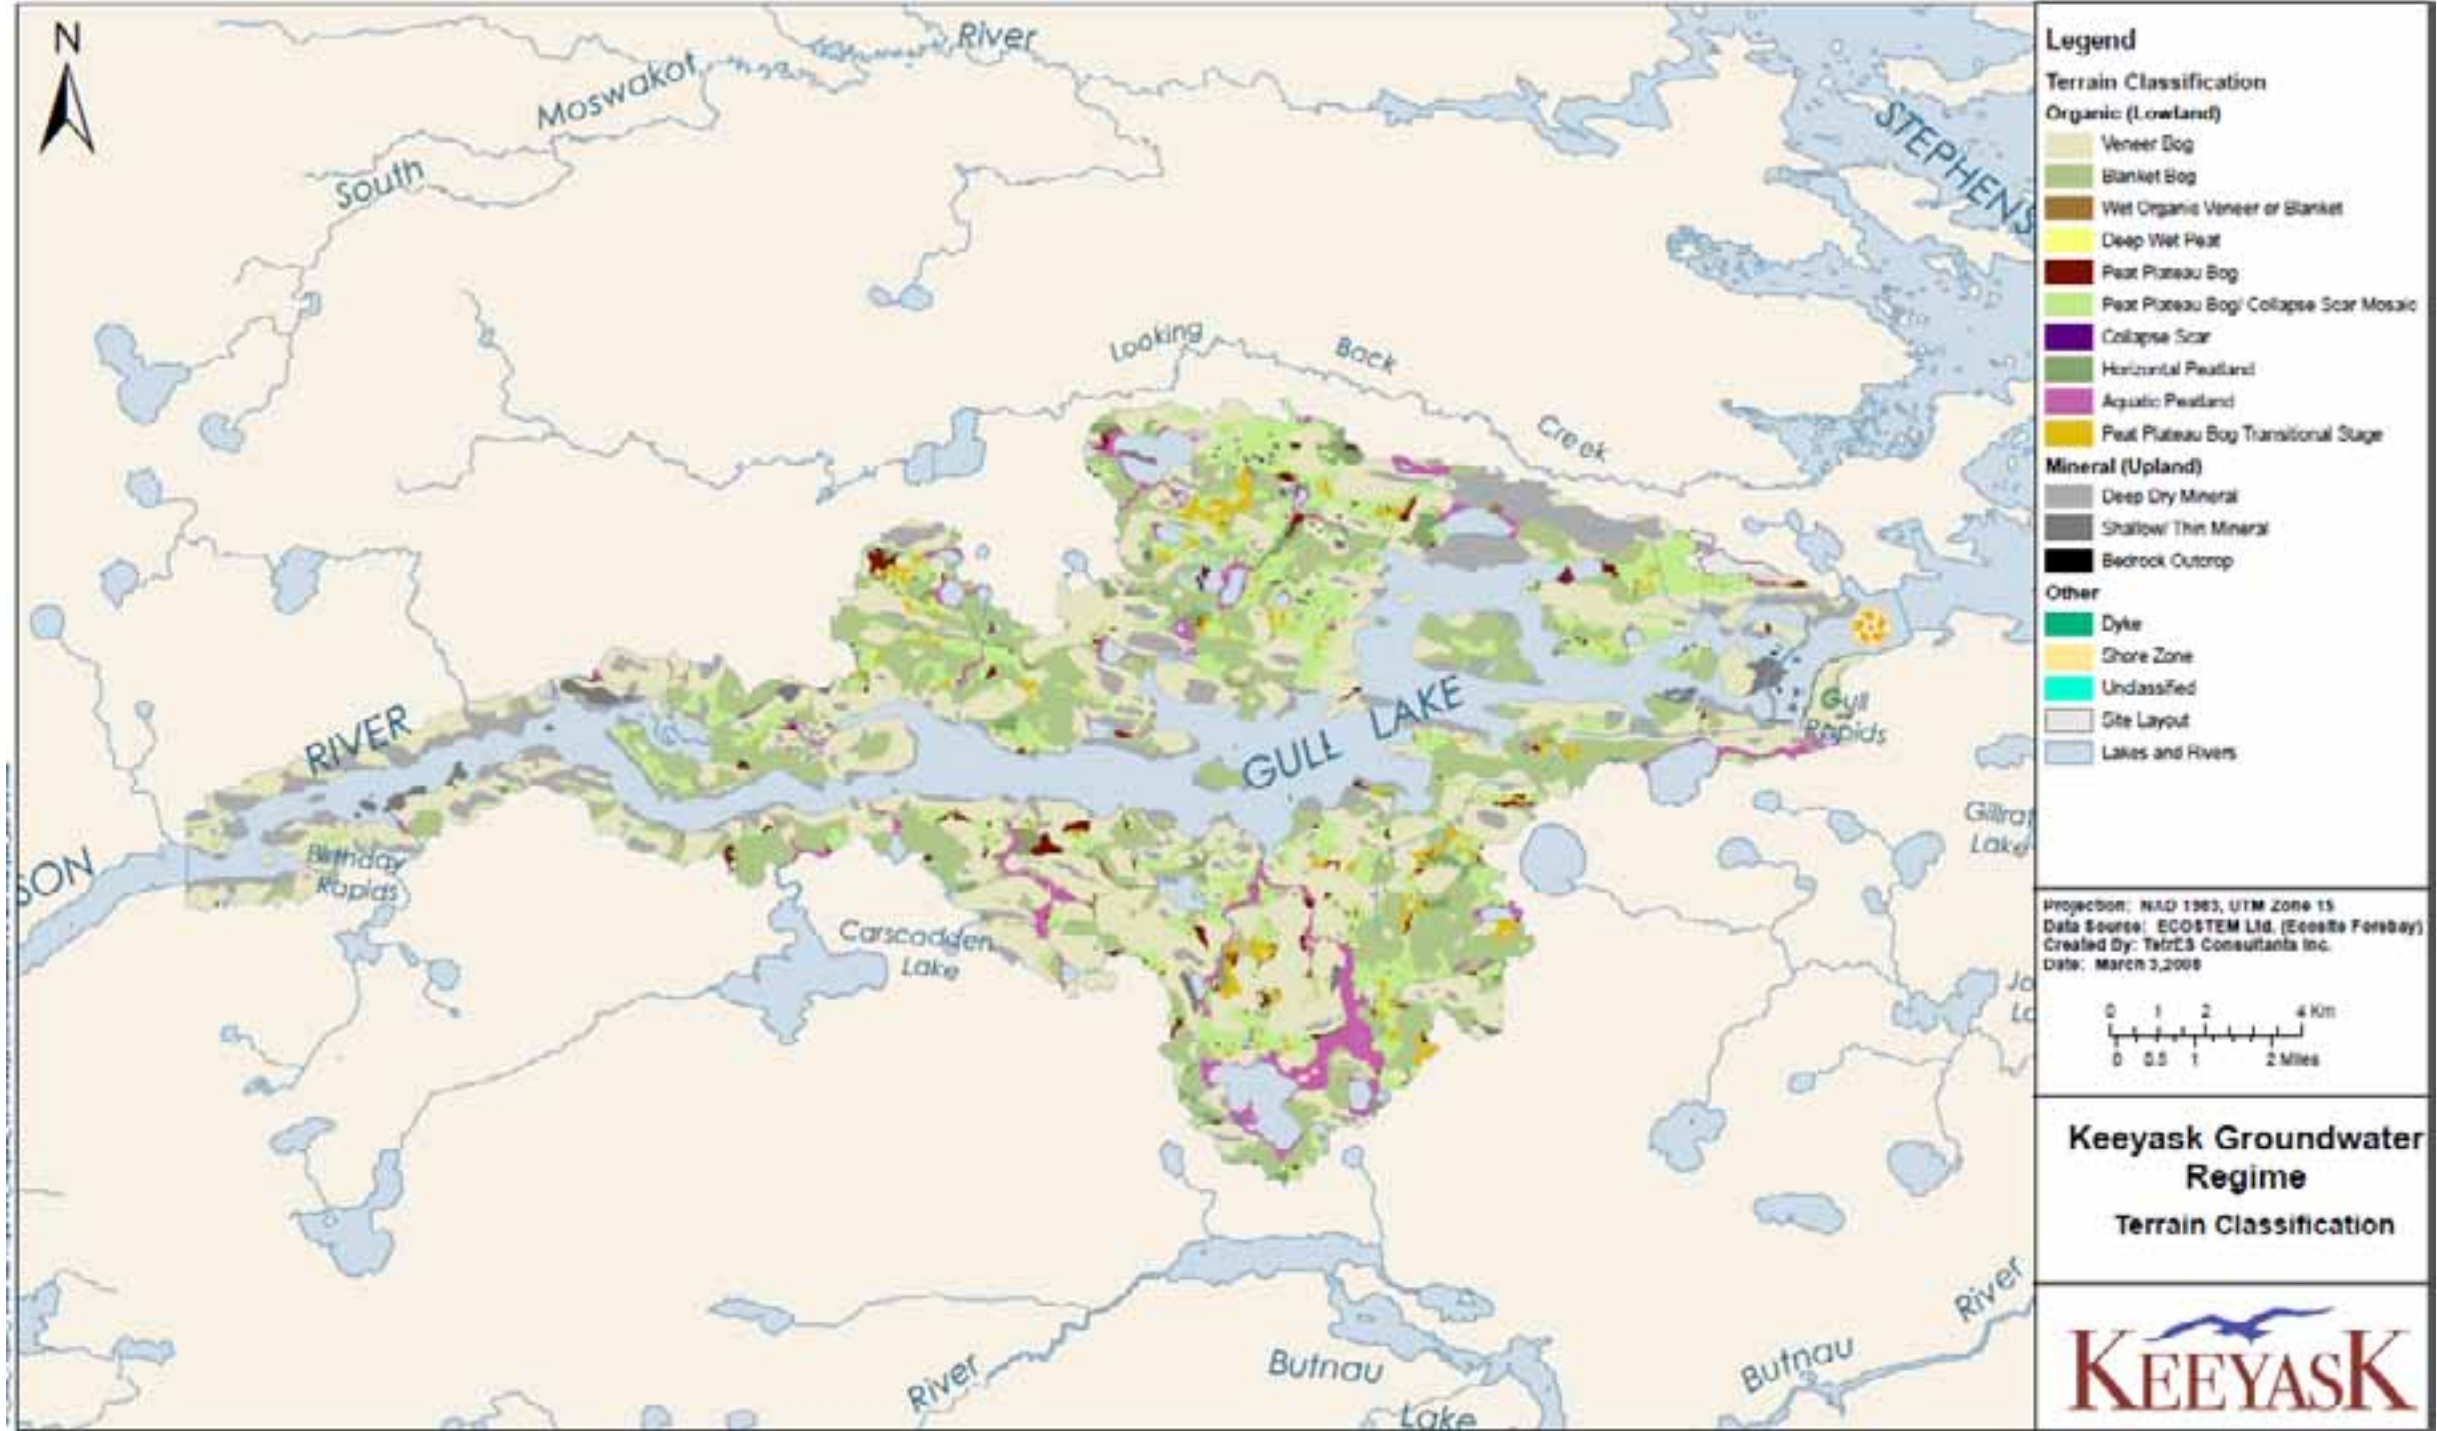 N
River
Moswakot
South
STEPHENS
Looking
Back
Creek
RIVER
GULL LAKE
Gull
Rapids
SON
Birthday
Rapids
Carscadden
Lake
Lake
River
Butnau
Lake
Butnau
River
Legend
Terrain Classification
Organic (Lowland)
Veneer Bog
Blanket Bog
Wet Organic Veneer or Blanket
Deep Wet Peat
Peat Plateau Bog
Peat Plateau Bog/ Collapse Scar Mosaic
Collapse Scar
Horizontal Peatland
Aquatic Peatland
Peat Plateau Bog Transitional Stage
Mineral (Upland)
Deep Dry Mineral
Shallow/ Thin Mineral
Bedrock Outcrop
Other
Dyke
Shore Zone
Unclassified
Site Layout
Lakes and Rivers
Projection: NAD 1983, UTM Zone 15
Data Source: ECOSTEM Ltd. (Ecosite Forebay)
Created By: TetrES Consultants Inc.
Date: March 3,2008
0 1 2 4 Km
0 0.5 1 2 Miles
Keeyask Groundwater
Regime
Terrain Classification
KEEYASK